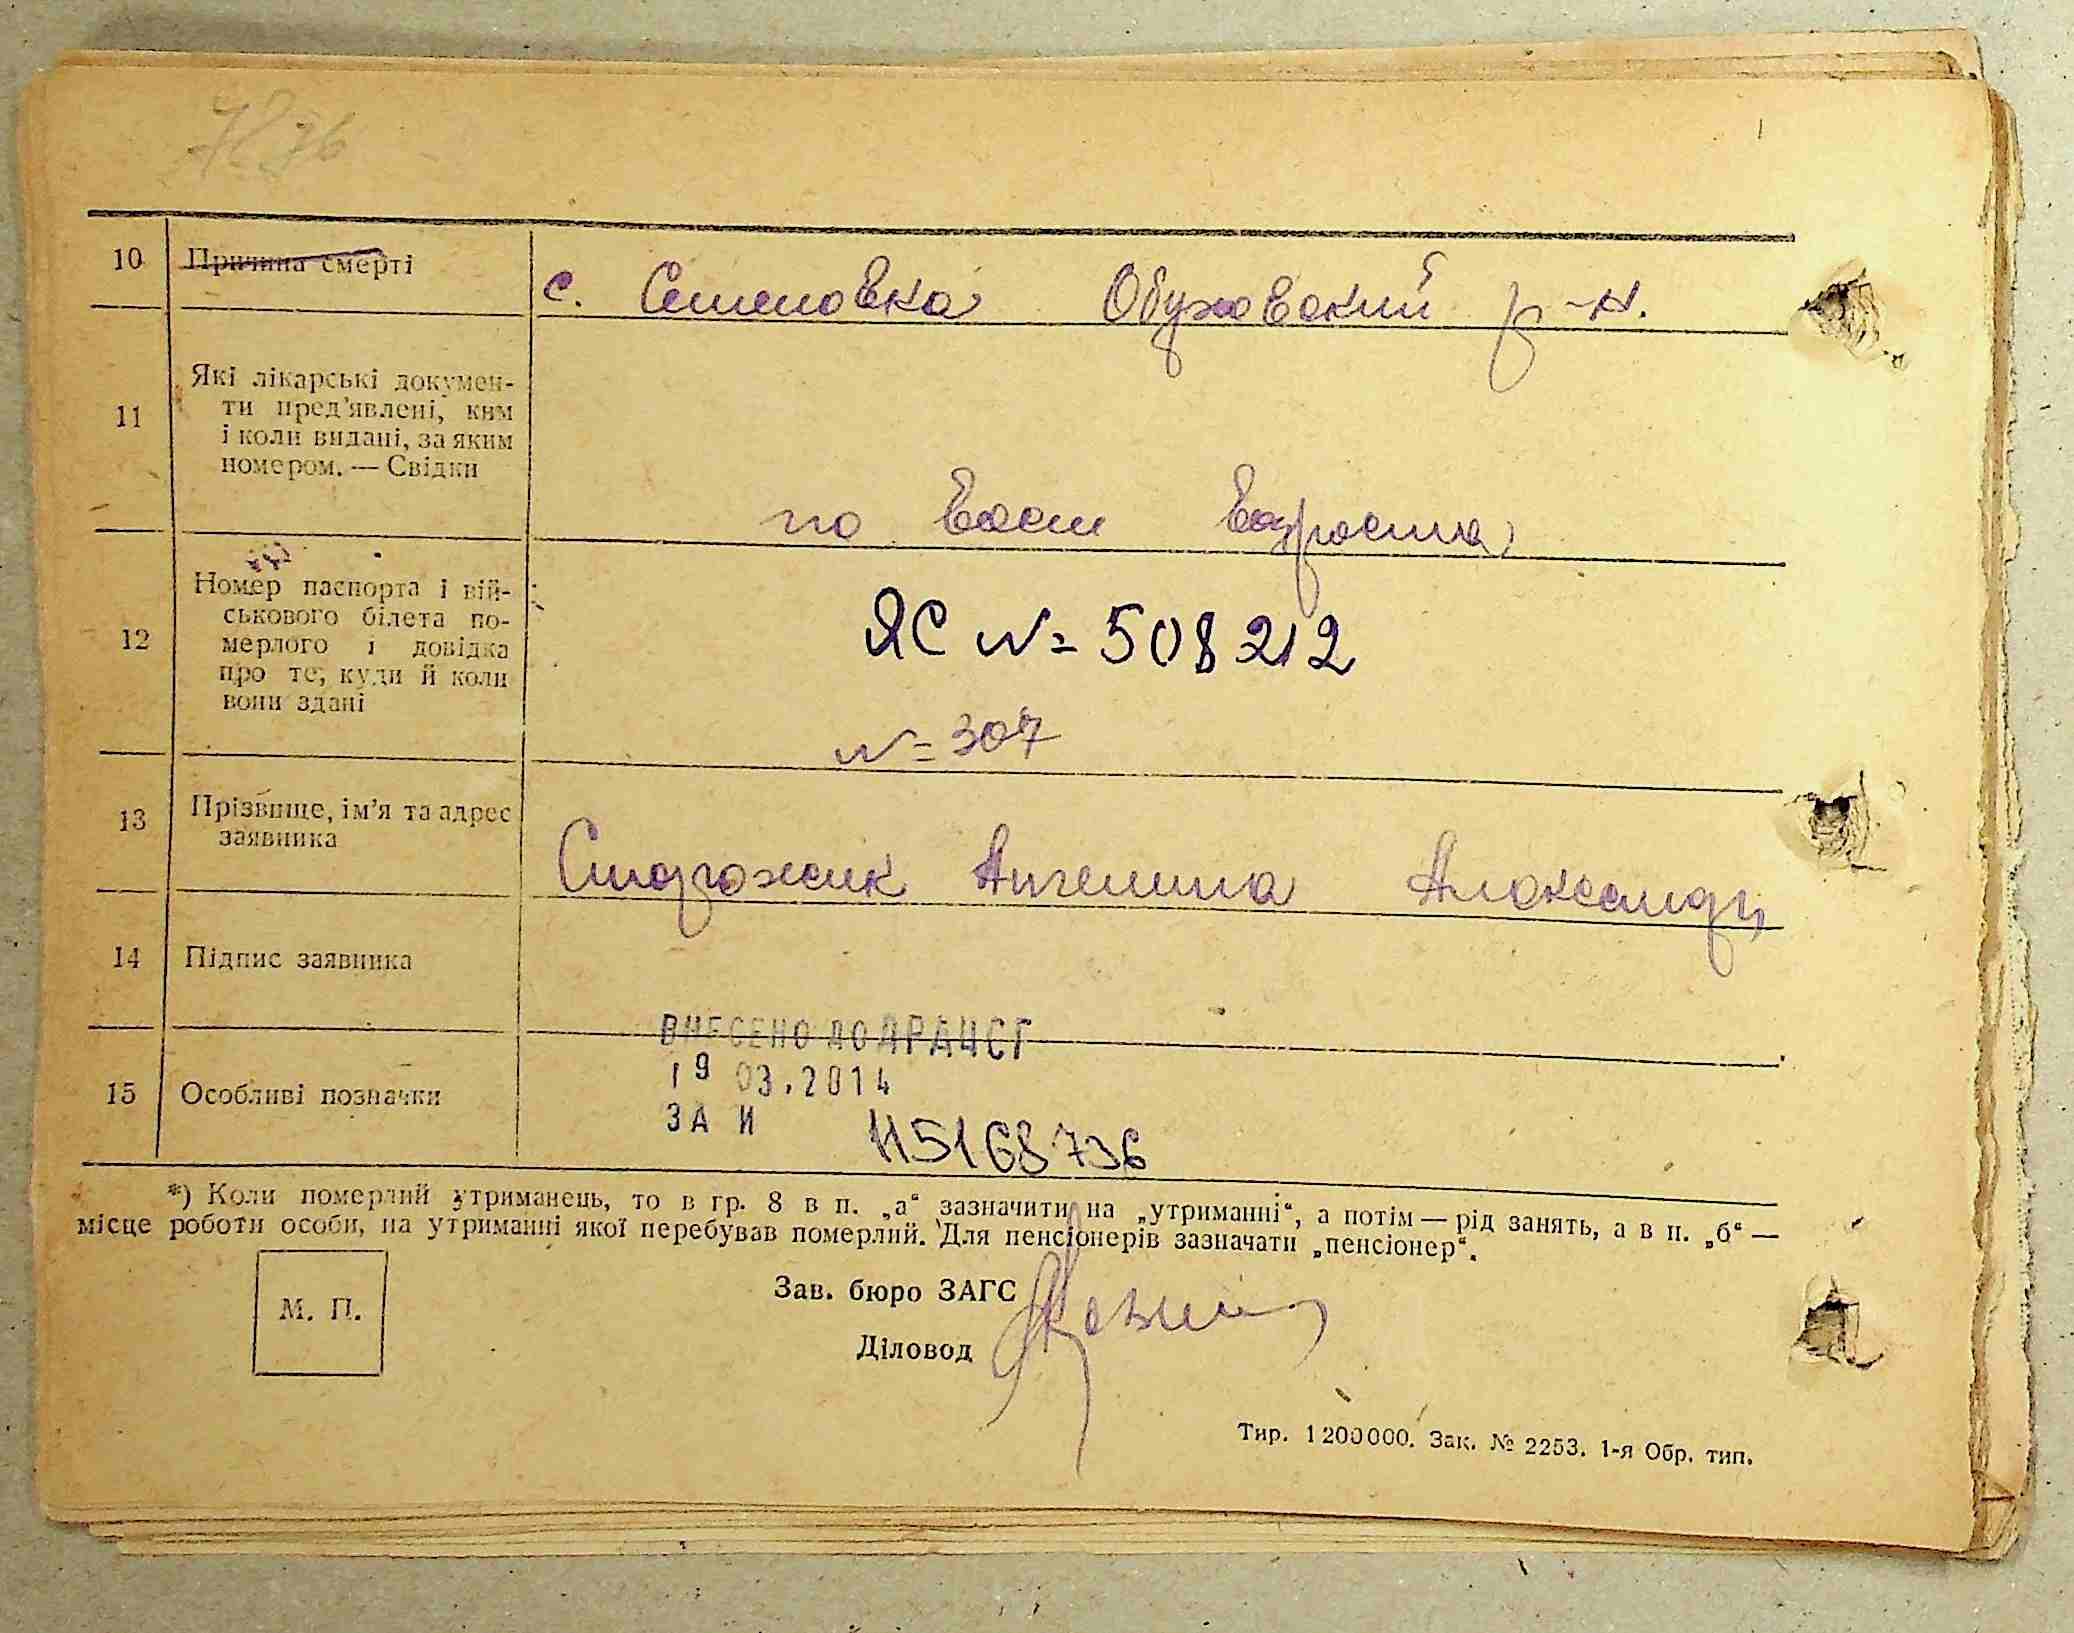 10 Причина смерті
с. Семеновка Обуховский р-н.
11 Які лікарські докумен-
ти пред'явлені, ким
і коли видані, за яким
номером. — Свідки
по
12 Номер паспорта і вій-
ськового білета по-
мерлого і довідка
про те, куди й коли
вони здані
ЯС № 508212
№ 307
13 Прізвище, ім'я та адрес
заявника
Сторожик Ангелина Александр
14 Підпис заявника
15 Особливі позначки
ВНЕСЕНО ДО ДРАЦСГ
19 03.2014
ЗА И
115168736
*) Коли померлий утриманець, то в гр. 8 в п. „а“ зазначити на „утриманні“, а потім — рід занять, а в п. „б“ —
місце роботи особи, на утриманні якої перебував померлий. Для пенсіонерів зазначати „пенсіонер“.
М. П.
Зав. бюро ЗАГС
Діловод
Тир. 1200000. Зак. № 2253. 1-я Обр. тип.